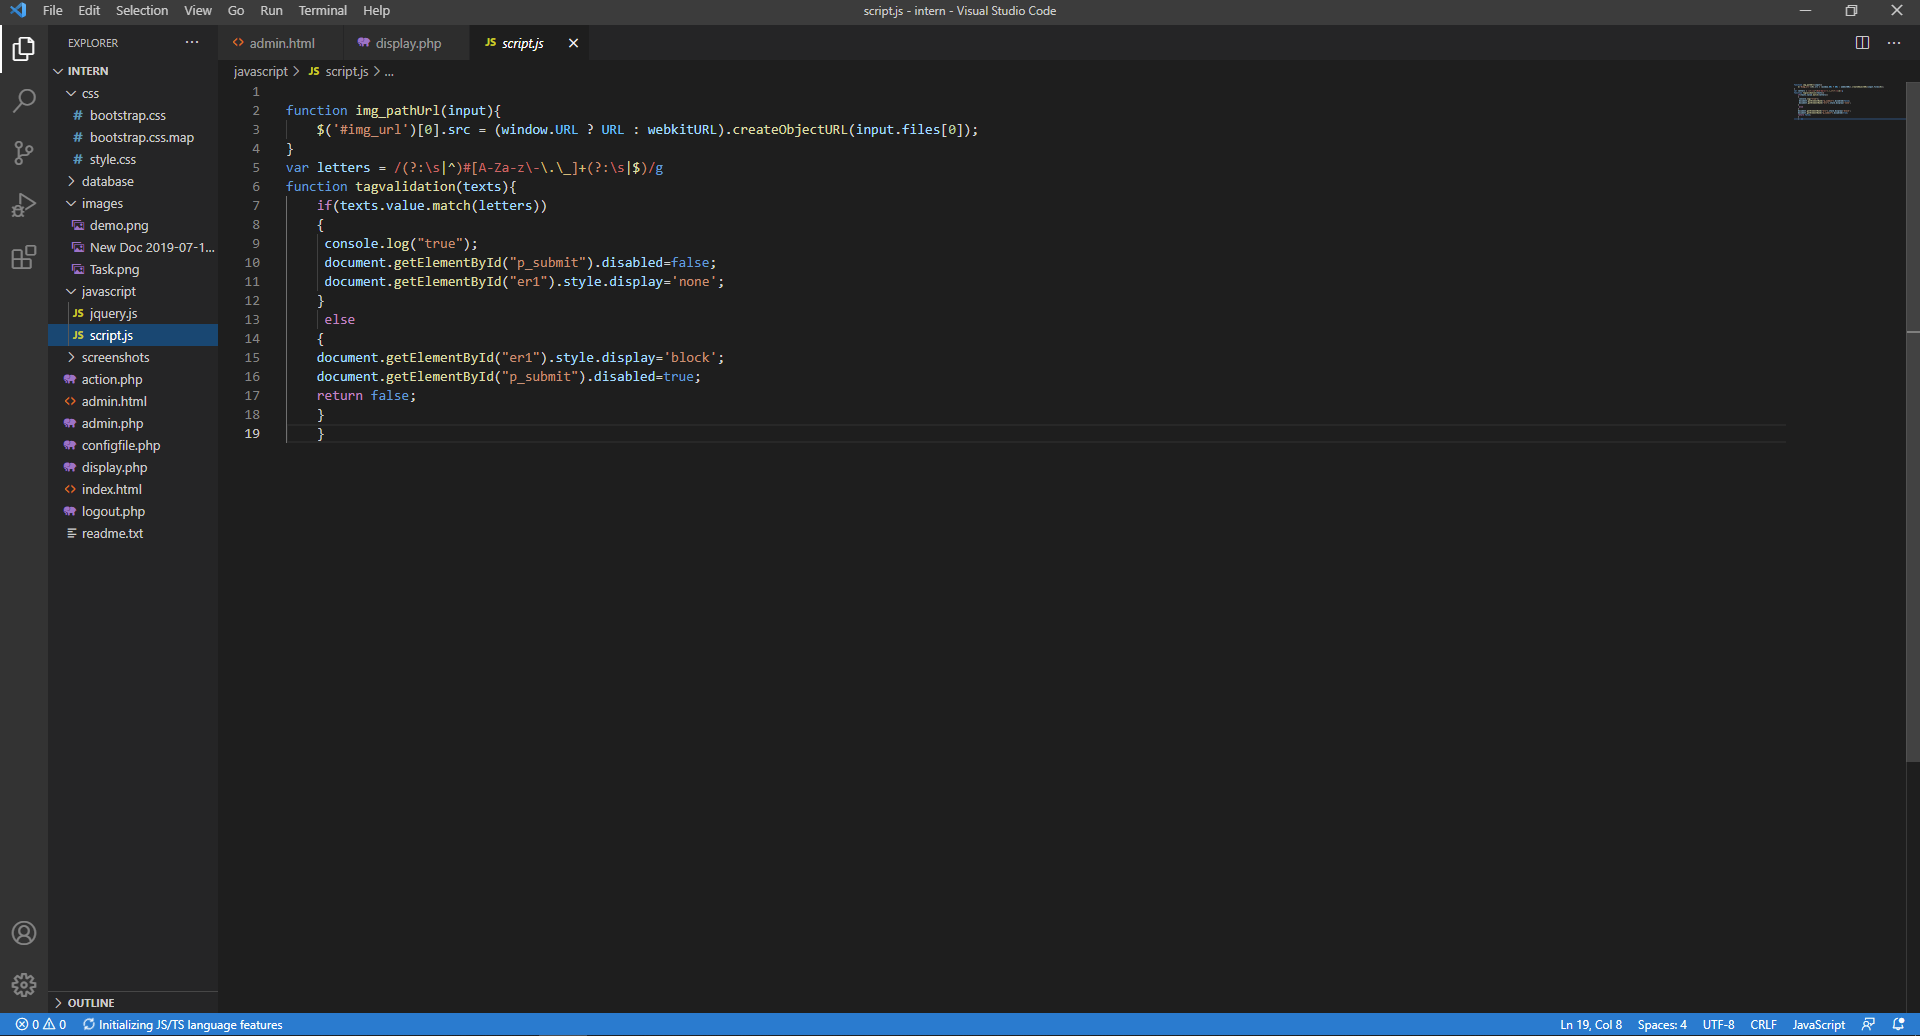 File Edit Selection View Go Run Terminal Help
script.js - intern - Visual Studio Code
EXPLORER
INTERN
css
# bootstrap.css
# bootstrap.css.map
# style.css
database
images
demo.png
New Doc 2019-07-1...
Task.png
javascript
JS jquery.js
JS script.js
screenshots
action.php
<> admin.html
admin.php
configfile.php
display.php
<> index.html
logout.php
readme.txt
OUTLINE
<> admin.html display.php JS script.js
javascript > JS script.js > ...
1
2 function img_pathUrl(input){
3 $('#img_url')[0].src = (window.URL ? URL : webkitURL).createObjectURL(input.files[0]);
4 }
5 var letters = /(?:\s|^)#[A-Za-z\-\.\_]+(?:\s|$)/g
6 function tagvalidation(texts){
7 if(texts.value.match(letters))
8 {
9 console.log("true");
10 document.getElementById("p_submit").disabled=false;
11 document.getElementById("er1").style.display='none';
12 }
13 else
14 {
15 document.getElementById("er1").style.display='block';
16 document.getElementById("p_submit").disabled=true;
17 return false;
18 }
19 }
0 0 Initializing JS/TS language features
Ln 19, Col 8 Spaces: 4 UTF-8 CRLF JavaScript